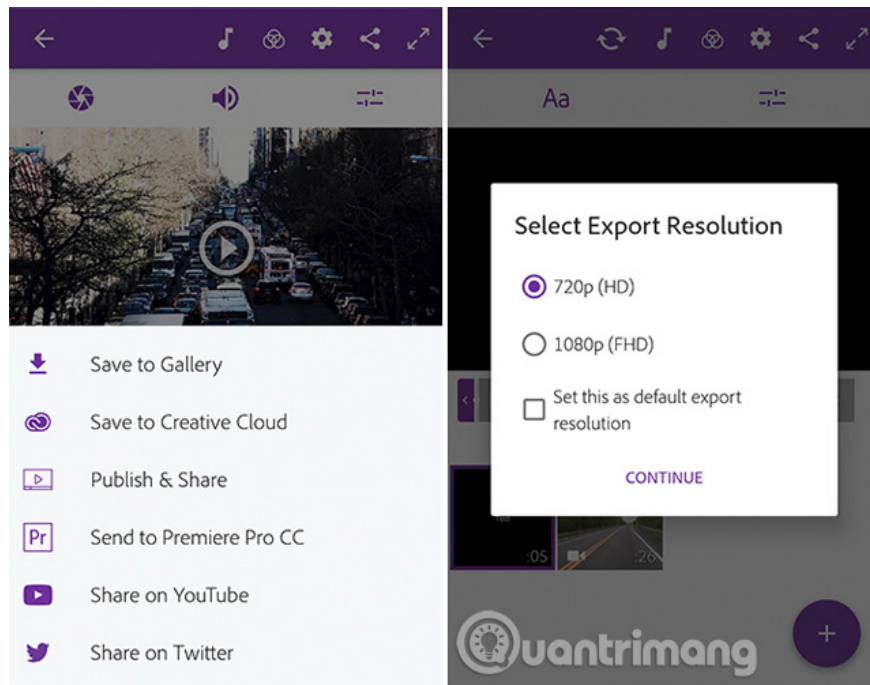 Save to Gallery
Save to Creative Cloud
Publish & Share
Pr
Send to Premiere Pro CC
Share on YouTube
Share on Twitter
Aa
Select Export Resolution
720p (HD)
1080p (FHD)
Set this as default export
resolution
CONTINUE
Text
:05
:26
Quantrimang